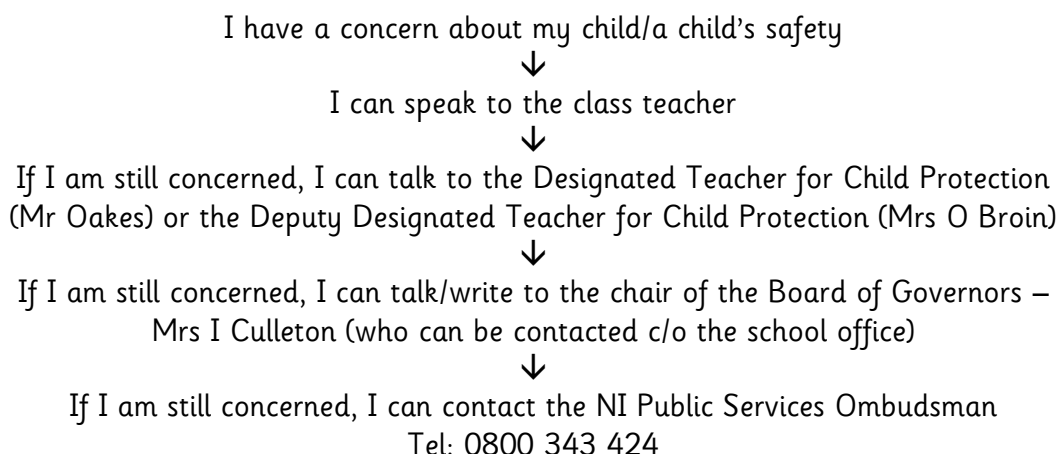 I have a concern about my child/a child's safety
↓
I can speak to the class teacher
↓
If I am still concerned, I can talk to the Designated Teacher for Child Protection
(Mr Oakes) or the Deputy Designated Teacher for Child Protection (Mrs O Broin)
↓
If I am still concerned, I can talk/write to the chair of the Board of Governors –
Mrs I Culleton (who can be contacted c/o the school office)
↓
If I am still concerned, I can contact the NI Public Services Ombudsman
Tel: 0800 343 424